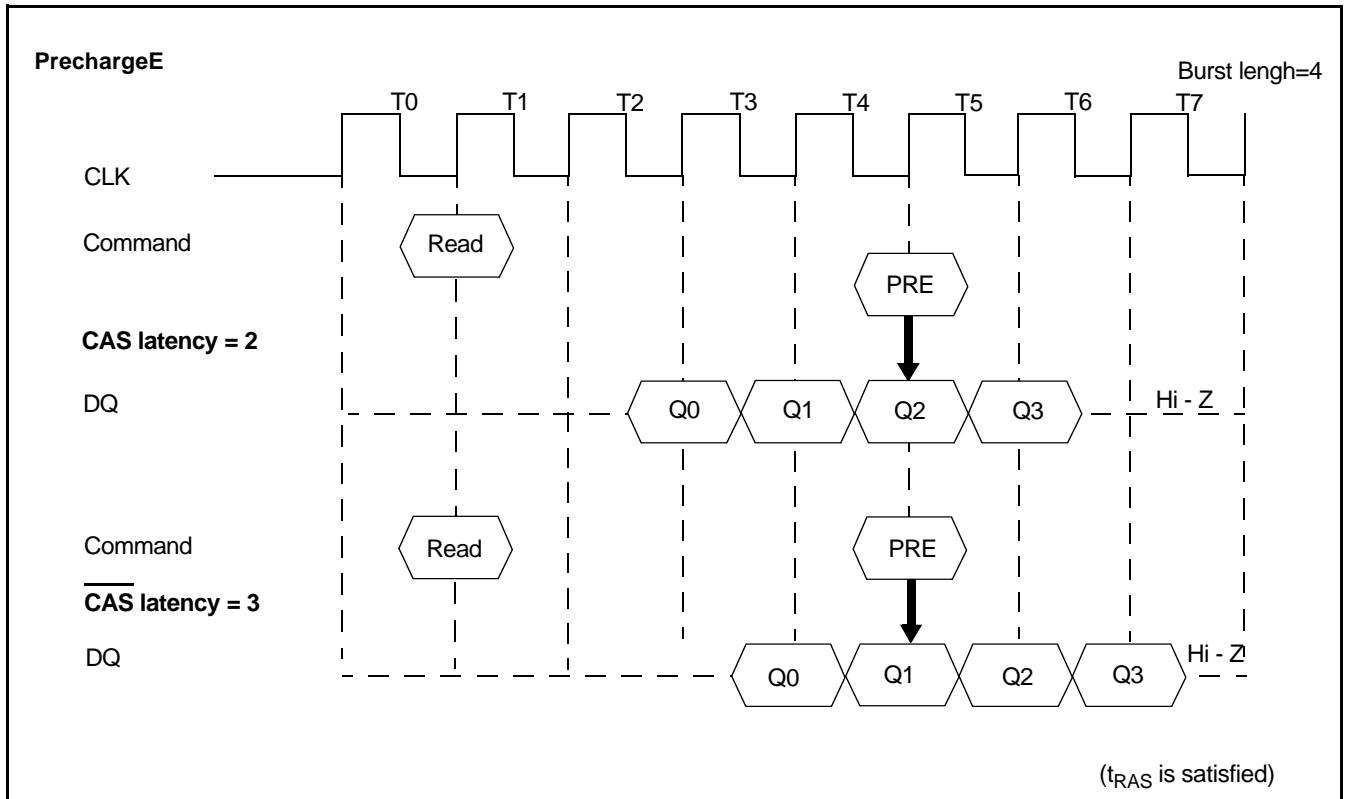 PrechargeE
Burst lengh=4
T0 T1 T2 T3 T4 T5 T6 T7
CLK
Command Read
PRE
CAS latency = 2
DQ Q0 Q1 Q2 Q3 Hi - Z
Command Read PRE
CAS latency = 3
DQ Q0 Q1 Q2 Q3 Hi - Z
(tRAS is satisfied)